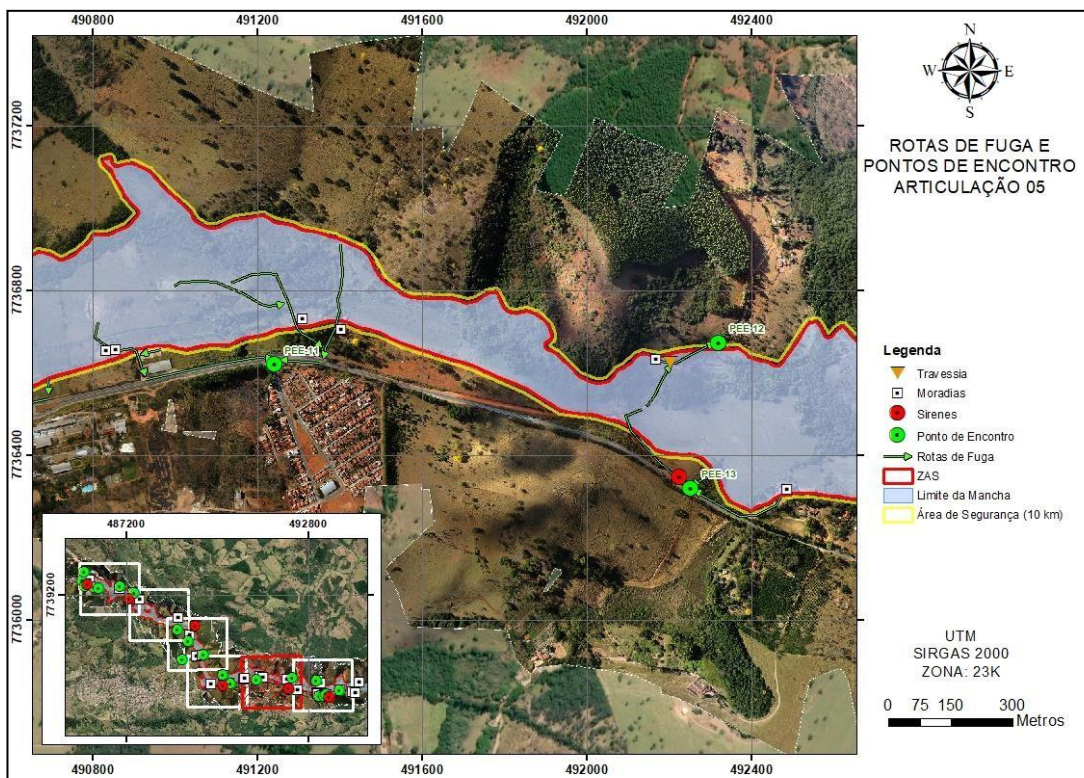 490800 491200 491600 492000 492400
7737200
7736800
7736400
7736000
PEE-11
PEE-12
PEE-13
487200 492800
7739200
7736000
490800 491200 491600 492000 492400
N
W E
S
ROTAS DE FUGA E
PONTOS DE ENCONTRO
ARTICULAÇÃO 05
Legenda
Travessia
Moradias
Sirenes
Ponto de Encontro
Rotas de Fuga
ZAS
Limite da Mancha
Área de Segurança (10 km)
UTM
SIRGAS 2000
ZONA: 23K
0 75 150 300
Metros